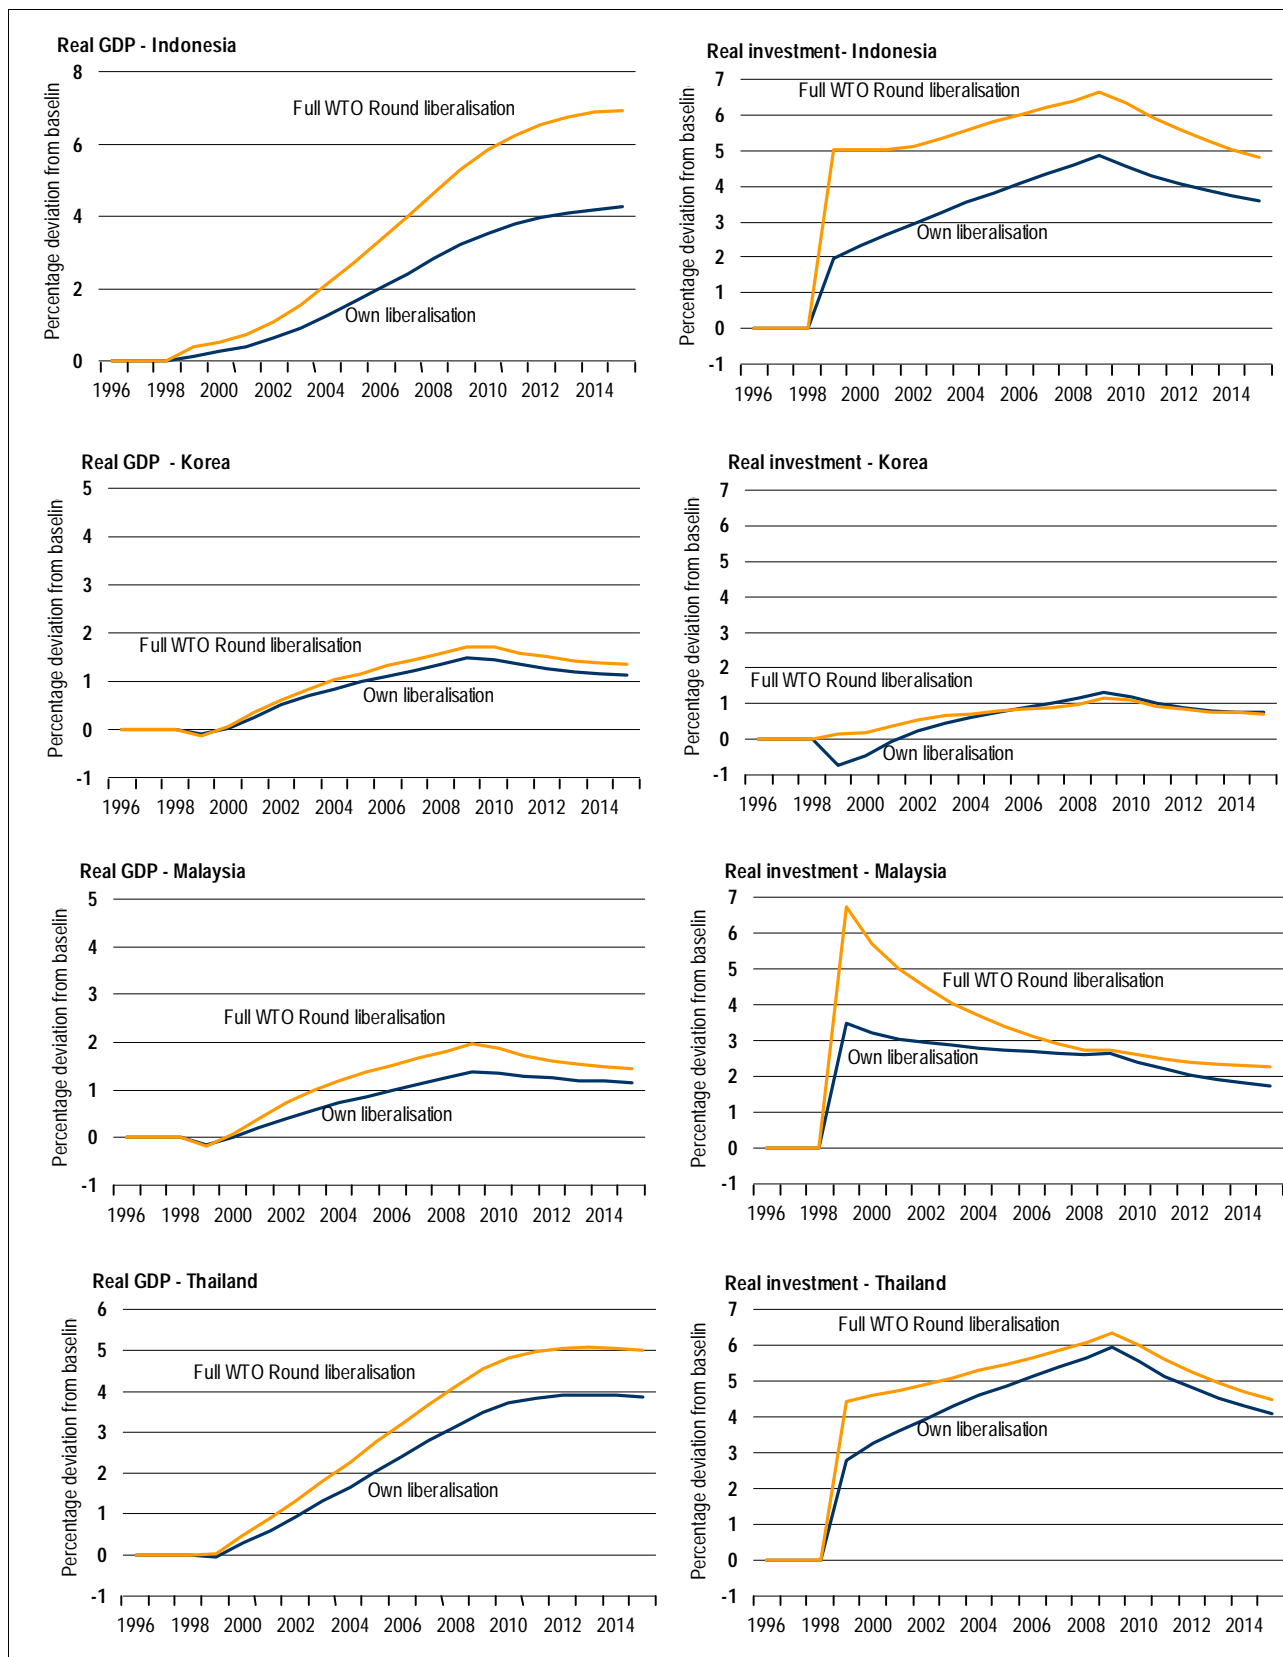 Real GDP - Indonesia
Percentage deviation from baselin
8
6
4
2
0
Full WTO Round liberalisation
Own liberalisation
1996 1998 2000 2002 2004 2006 2008 2010 2012 2014
Real investment- Indonesia
Percentage deviation from baselin
7
6
5
4
3
2
1
0
-1
Full WTO Round liberalisation
Own liberalisation
1996 1998 2000 2002 2004 2006 2008 2010 2012 2014
Real GDP - Korea
Percentage deviation from baselin
5
4
3
2
1
0
-1
Full WTO Round liberalisation
Own liberalisation
1996 1998 2000 2002 2004 2006 2008 2010 2012 2014
Real investment - Korea
Percentage deviation from baselin
7
6
5
4
3
2
1
0
-1
Full WTO Round liberalisation
Own liberalisation
1996 1998 2000 2002 2004 2006 2008 2010 2012 2014
Real GDP - Malaysia
Percentage deviation from baselin
5
4
3
2
1
0
-1
Full WTO Round liberalisation
Own liberalisation
1996 1998 2000 2002 2004 2006 2008 2010 2012 2014
Real investment - Malaysia
Percentage deviation from baselin
7
6
5
4
3
2
1
0
-1
Full WTO Round liberalisation
Own liberalisation
1996 1998 2000 2002 2004 2006 2008 2010 2012 2014
Real GDP - Thailand
Percentage deviation from baselin
6
5
4
3
2
1
0
-1
Full WTO Round liberalisation
Own liberalisation
1996 1998 2000 2002 2004 2006 2008 2010 2012 2014
Real investment - Thailand
Percentage deviation from baselin
7
6
5
4
3
2
1
0
-1
Full WTO Round liberalisation
Own liberalisation
1996 1998 2000 2002 2004 2006 2008 2010 2012 2014